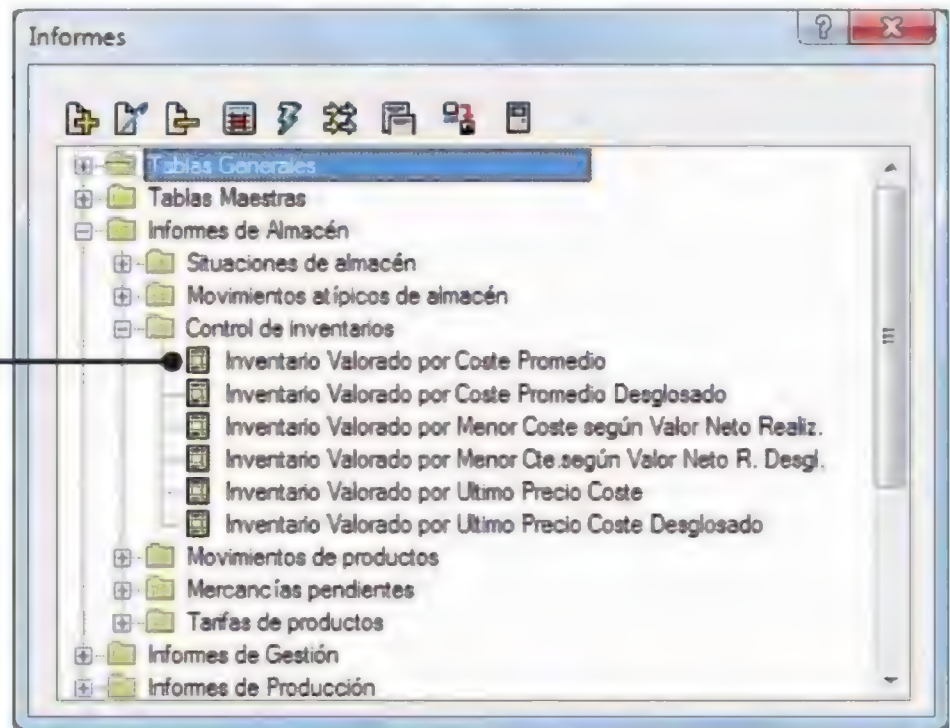 Informes
Tablas Generales
Tablas Maestras
Informes de Almacén
Situaciones de almacén
Movimientos atípicos de almacén
Control de inventarios
Inventario Valorado por Coste Promedio
Inventario Valorado por Coste Promedio Desglosado
Inventario Valorado por Menor Coste según Valor Neto Realiz.
Inventario Valorado por Menor Cte.según Valor Neto R. Desgl.
Inventario Valorado por Ultimo Precio Coste
Inventario Valorado por Ultimo Precio Coste Desglosado
Movimientos de productos
Mercancías pendientes
Tarifas de productos
Informes de Gestión
Informes de Producción